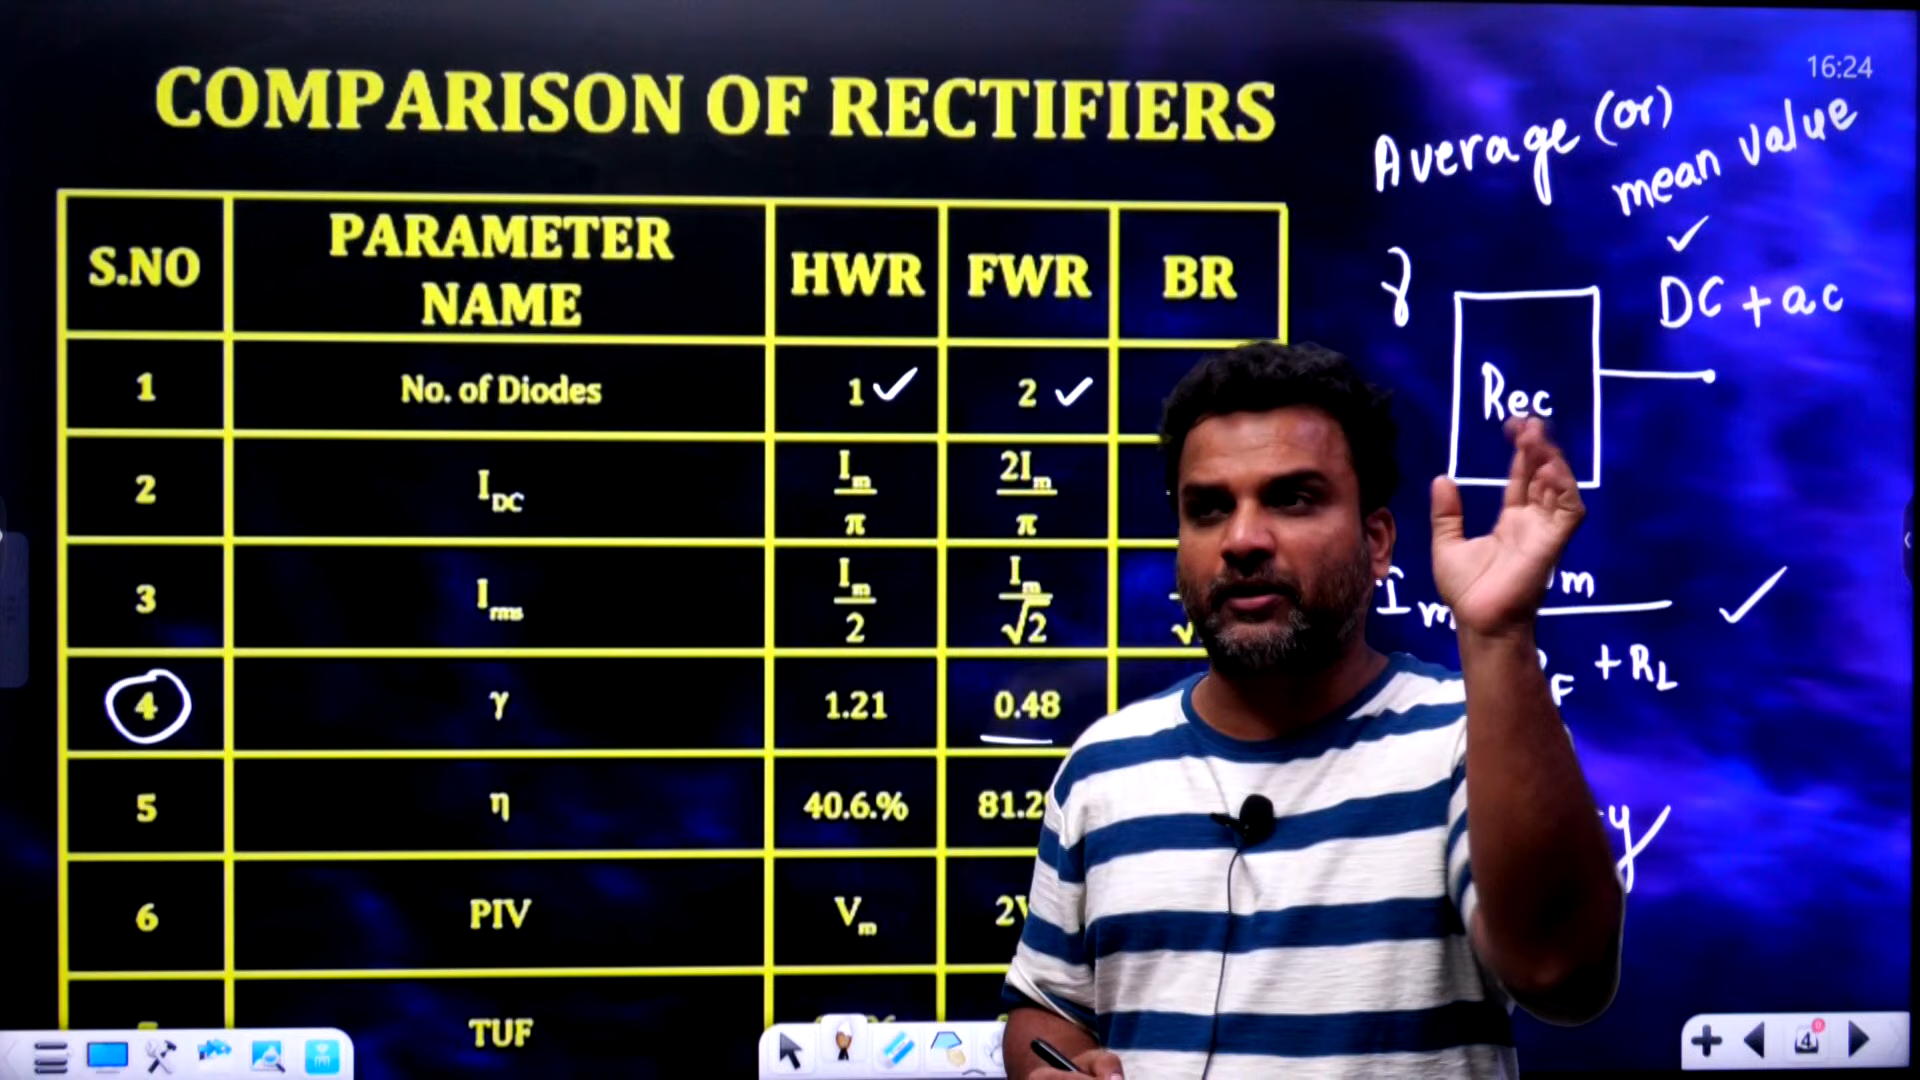 16:24
COMPARISON OF RECTIFIERS
Average (or)
mean value
S.NO PARAMETER NAME HWR FWR BR
γ
DC + ac
Rec
1 No. of Diodes 1 2
2 I_DC I_m/π 2I_m/π
3 I_rms I_m/2 I_m/√2
I_m
+ R_L
4 γ 1.21 0.48
5 η 40.6.%
6 PIV V_m
TUF
4